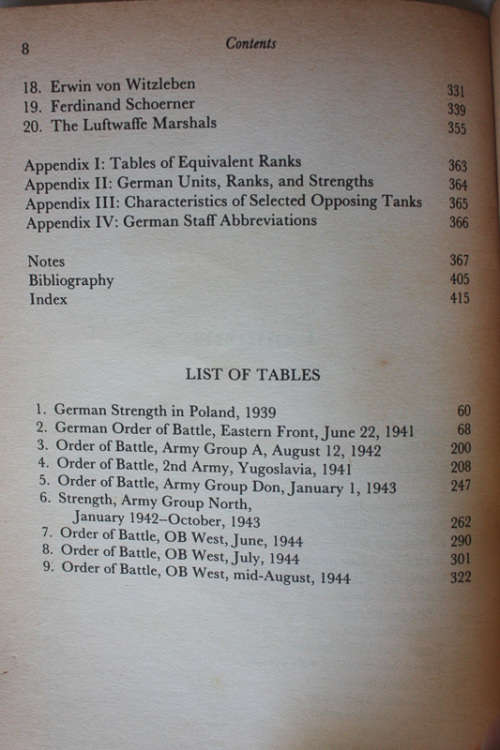 8 Contents
18. Erwin von Witzleben 331
19. Ferdinand Schoerner 339
20. The Luftwaffe Marshals 355
Appendix I: Tables of Equivalent Ranks 363
Appendix II: German Units, Ranks, and Strengths 364
Appendix III: Characteristics of Selected Opposing Tanks 365
Appendix IV: German Staff Abbreviations 366
Notes 367
Bibliography 405
Index 415
LIST OF TABLES
1. German Strength in Poland, 1939 60
2. German Order of Battle, Eastern Front, June 22, 1941 68
3. Order of Battle, Army Group A, August 12, 1942 200
4. Order of Battle, 2nd Army, Yugoslavia, 1941 208
5. Order of Battle, Army Group Don, January 1, 1943 247
6. Strength, Army Group North,
January 1942–October, 1943 262
7. Order of Battle, OB West, June, 1944 290
8. Order of Battle, OB West, July, 1944 301
9. Order of Battle, OB West, mid-August, 1944 322